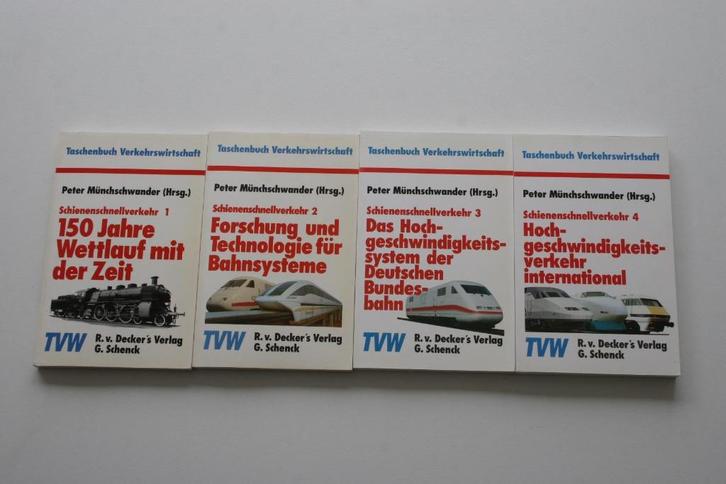 Taschenbuch Verkehrswirtschaft
Peter Münchschwander (Hrsg.)
Schienenschnellverkehr 1
150 Jahre
Wettlauf mit
der Zeit
TVW
R. v. Decker's Verlag
G. Schenck
Taschenbuch Verkehrswirtschaft
Peter Münchschwander (Hrsg.)
Schienenschnellverkehr 2
Forschung und
Technologie für
Bahnsysteme
TVW
R. v. Decker's Verlag
G. Schenck
Taschenbuch Verkehrswirtschaft
Peter Münchschwander (Hrsg.)
Schienenschnellverkehr 3
Das Hoch-
geschwindigkeits-
system der
Deutschen
Bundes-
bahn
TVW
R. v. Decker's Verlag
G. Schenck
Taschenbuch Verkehrswirtschaft
Peter Münchschwander (Hrsg.)
Schienenschnellverkehr 4
Hoch-
geschwindigkeits-
verkehr
international
TVW
R. v. Decker's Verlag
G. Schenck